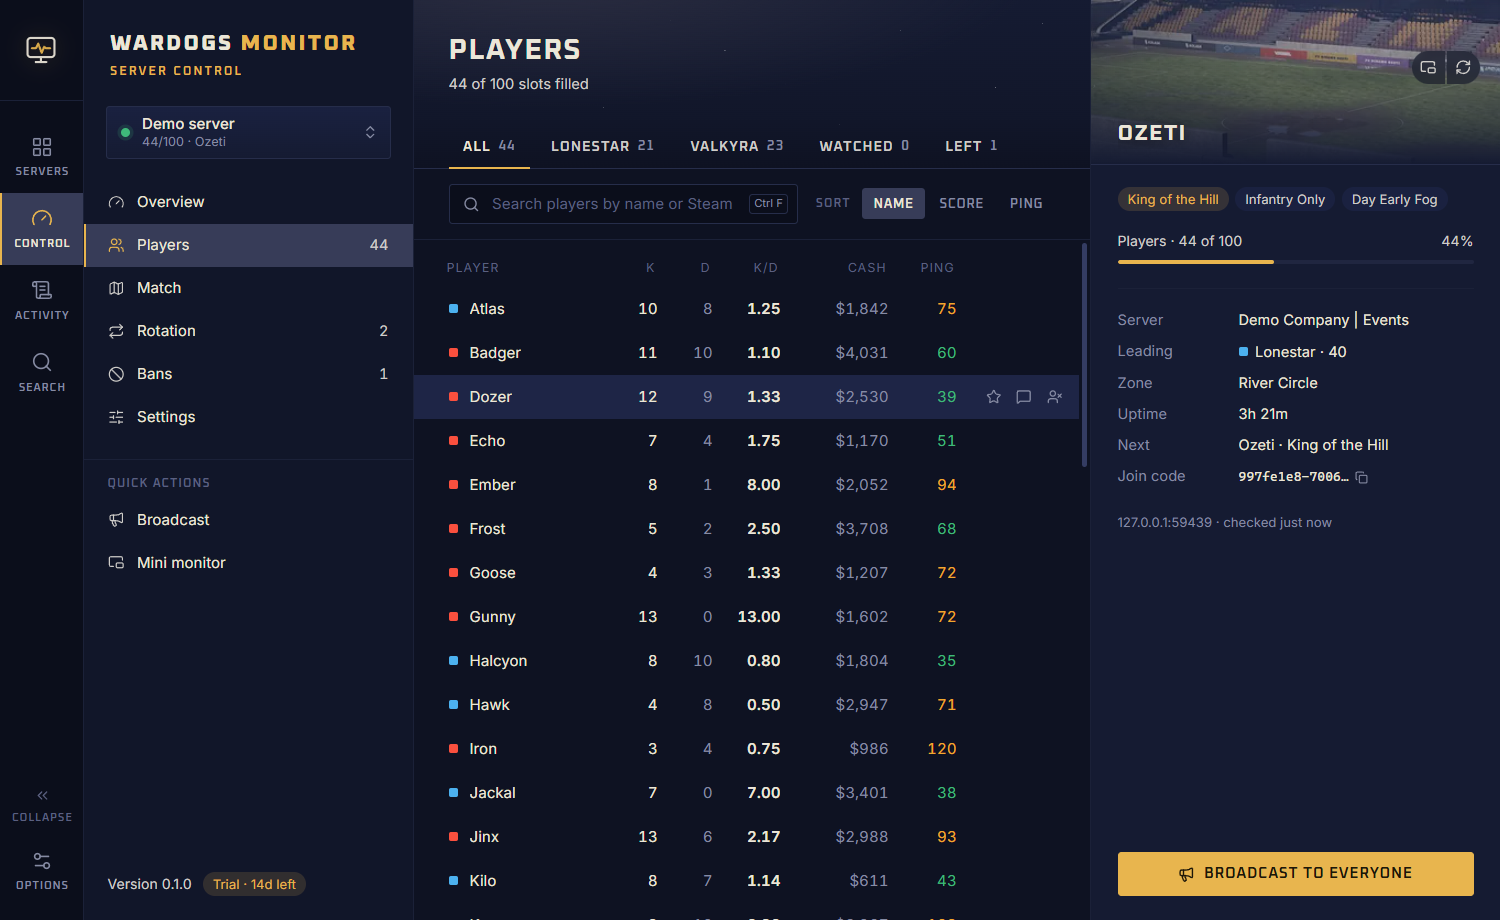 WARDOGS MONITOR
SERVER CONTROL
Demo server
44/100 · Ozeti
SERVERS
CONTROL
ACTIVITY
SEARCH
COLLAPSE
OPTIONS
Overview
Players 44
Match
Rotation 2
Bans 1
Settings
QUICK ACTIONS
Broadcast
Mini monitor
Version 0.1.0 Trial · 14d left
PLAYERS
44 of 100 slots filled
ALL 44 LONESTAR 21 VALKYRA 23 WATCHED 0 LEFT 1
Search players by name or Steam Ctrl F SORT NAME SCORE PING
PLAYER K D K/D CASH PING
Atlas 10 8 1.25 $1,842 75
Badger 11 10 1.10 $4,031 60
Dozer 12 9 1.33 $2,530 39
Echo 7 4 1.75 $1,170 51
Ember 8 1 8.00 $2,052 94
Frost 5 2 2.50 $3,708 68
Goose 4 3 1.33 $1,207 72
Gunny 13 0 13.00 $1,602 72
Halcyon 8 10 0.80 $1,804 35
Hawk 4 8 0.50 $2,947 71
Iron 3 4 0.75 $986 120
Jackal 7 0 7.00 $3,401 38
Jinx 13 6 2.17 $2,988 93
Kilo 8 7 1.14 $611 43
OZETI
King of the Hill Infantry Only Day Early Fog
Players · 44 of 100 44%
Server Demo Company | Events
Leading Lonestar · 40
Zone River Circle
Uptime 3h 21m
Next Ozeti · King of the Hill
Join code 997fe1e8-7006…
127.0.0.1:59439 · checked just now
BROADCAST TO EVERYONE